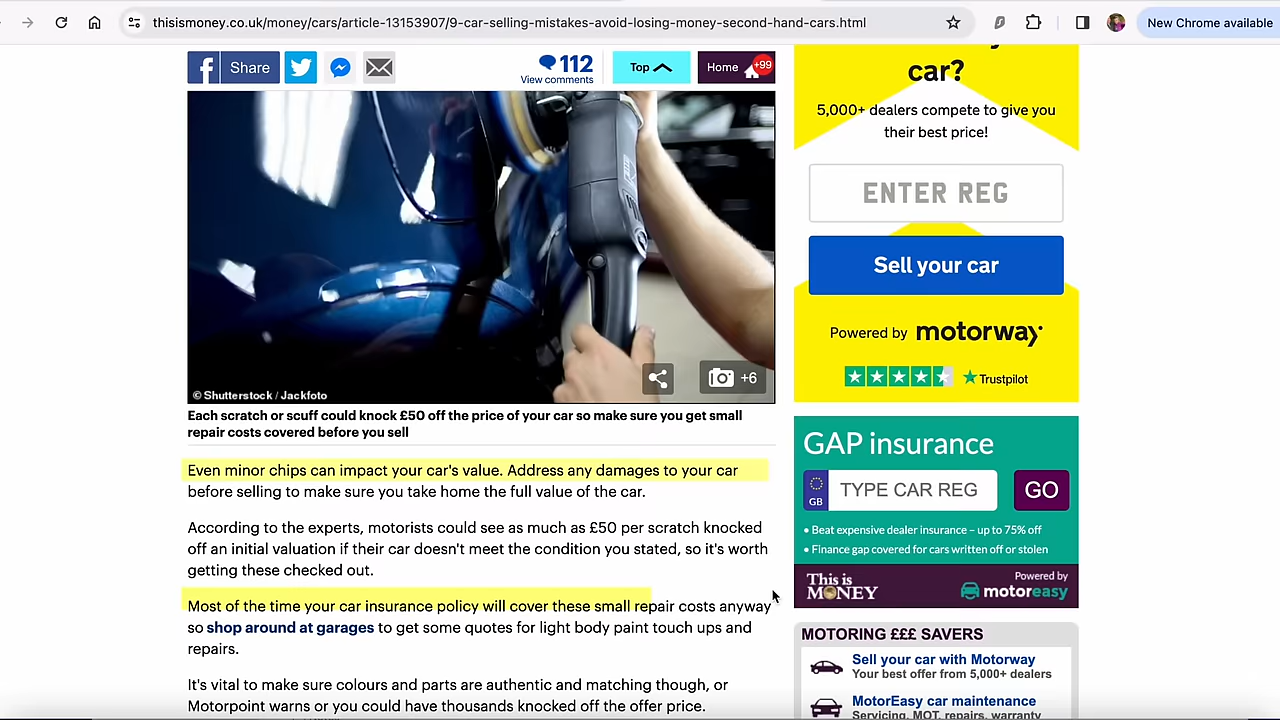 thisismoney.co.uk/money/cars/article-13153907/9-car-selling-mistakes-avoid-losing-money-second-hand-cars.html
New Chrome available
Share
112
View comments
Top
Home
+99
© Shutterstock / Jackfoto
+6
Each scratch or scuff could knock £50 off the price of your car so make sure you get small
repair costs covered before you sell
Even minor chips can impact your car's value. Address any damages to your car
before selling to make sure you take home the full value of the car.
According to the experts, motorists could see as much as £50 per scratch knocked
off an initial valuation if their car doesn't meet the condition you stated, so it's worth
getting these checked out.
Most of the time your car insurance policy will cover these small repair costs anyway
so shop around at garages to get some quotes for light body paint touch ups and
repairs.
It's vital to make sure colours and parts are authentic and matching though, or
Motorpoint warns or you could have thousands knocked off the offer price.
car?
5,000+ dealers compete to give you
their best price!
ENTER REG
Sell your car
Powered by motorway
Trustpilot
GAP insurance
GB
TYPE CAR REG
GO
• Beat expensive dealer insurance – up to 75% off
• Finance gap covered for cars written off or stolen
This is MONEY
Powered by
motoreasy
MOTORING £££ SAVERS
Sell your car with Motorway
Your best offer from 5,000+ dealers
MotorEasy car maintenance
Servicing, MOT, repairs, warranty